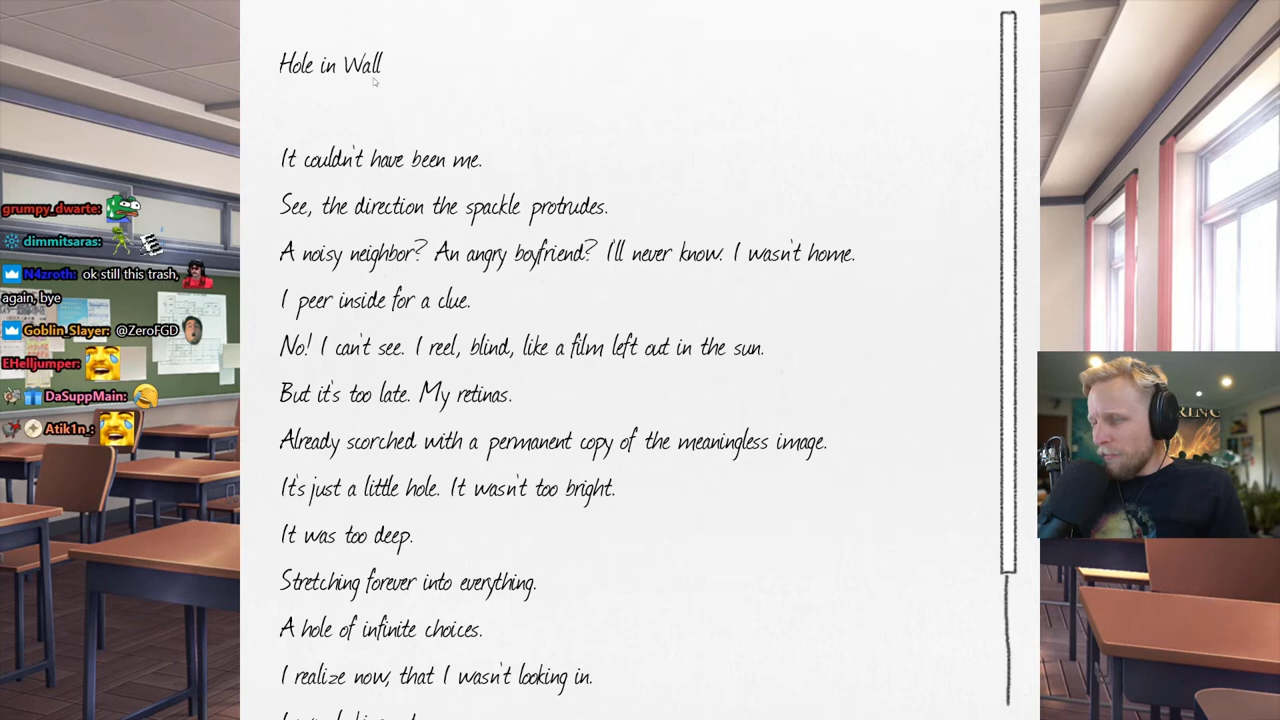 Hole in Wall
It couldn't have been me.
See, the direction the spackle protrudes.
A noisy neighbor? An angry boyfriend? I'll never know. I wasn't home.
I peer inside for a clue.
No! I can't see. I reel, blind, like a film left out in the sun.
But it's too late. My retinas.
Already scorched with a permanent copy of the meaningless image.
It's just a little hole. It wasn't too bright.
It was too deep.
Stretching forever into everything.
A hole of infinite choices.
I realize now, that I wasn't looking in.
grumpy_dwarte:
dimmitsaras:
N4zroth: ok still this trash,
again, bye
Goblin_Slayer: @ZeroFGD
EHelljumper:
DaSuppMain:
Atik1n_:
RING